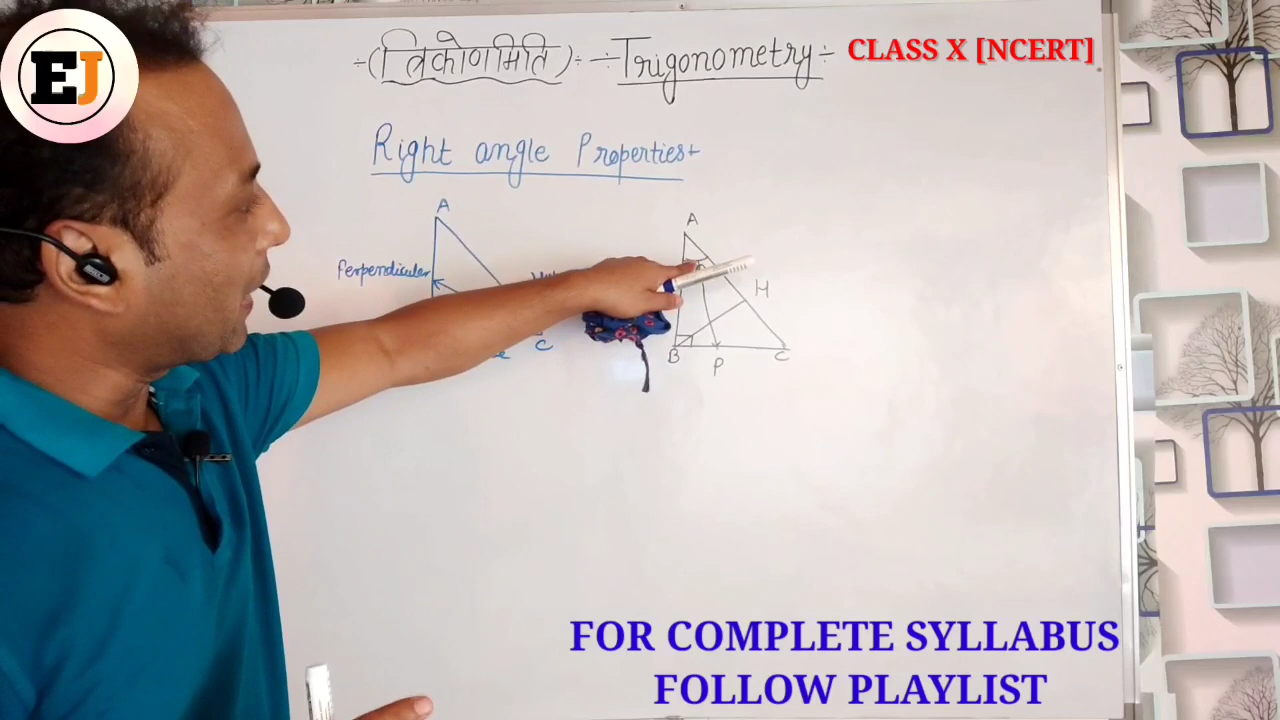 EJ
÷(त्रिकोणमिति)÷ -÷Trigonometry÷
CLASS X [NCERT]
Right angle Properties÷
A
Perpendicular
C
A
H
B
P
C
FOR COMPLETE SYLLABUS
FOLLOW PLAYLIST